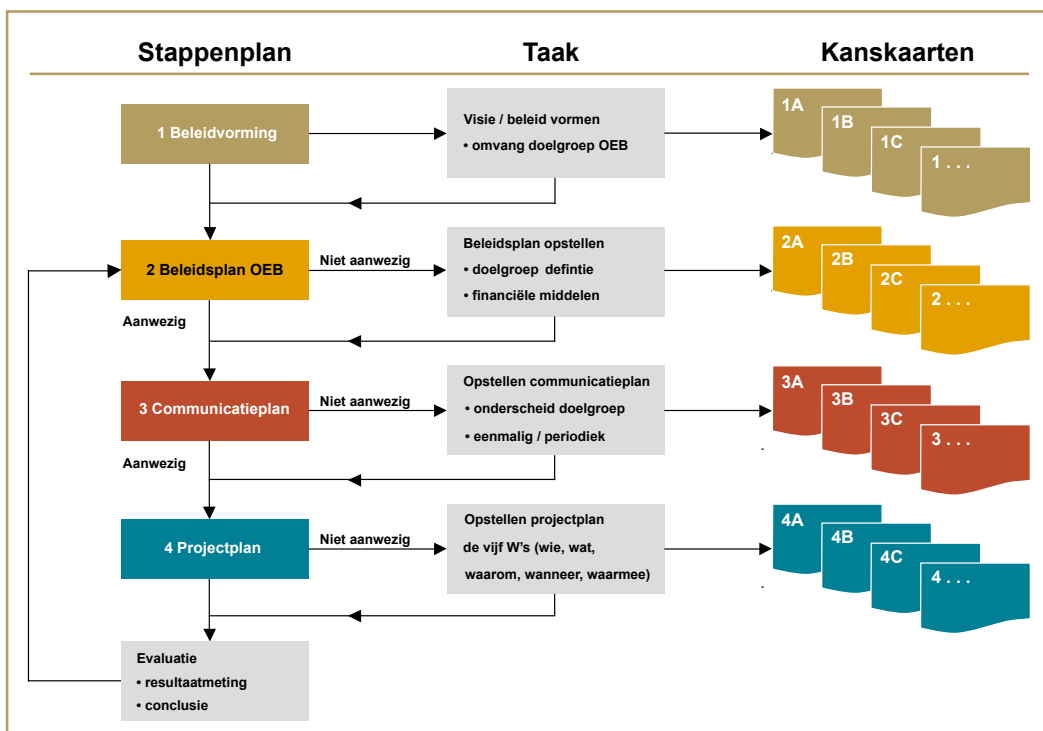 Stappenplan
Taak
Kanskaarten
1 Beleidvorming
Visie / beleid vormen
• omvang doelgroep OEB
1A
1B
1C
1 . . .
2 Beleidsplan OEB
Niet aanwezig
Beleidsplan opstellen
• doelgroep defintie
• financiële middelen
2A
2B
2C
2 . . .
Aanwezig
3 Communicatieplan
Niet aanwezig
Opstellen communicatieplan
• onderscheid doelgroep
• eenmalig / periodiek
3A
3B
3C
3 . . .
Aanwezig
4 Projectplan
Niet aanwezig
Opstellen projectplan
de vijf W's (wie, wat,
waarom, wanneer, waarmee)
4A
4B
4C
4 . . .
Evaluatie
• resultaatmeting
• conclusie